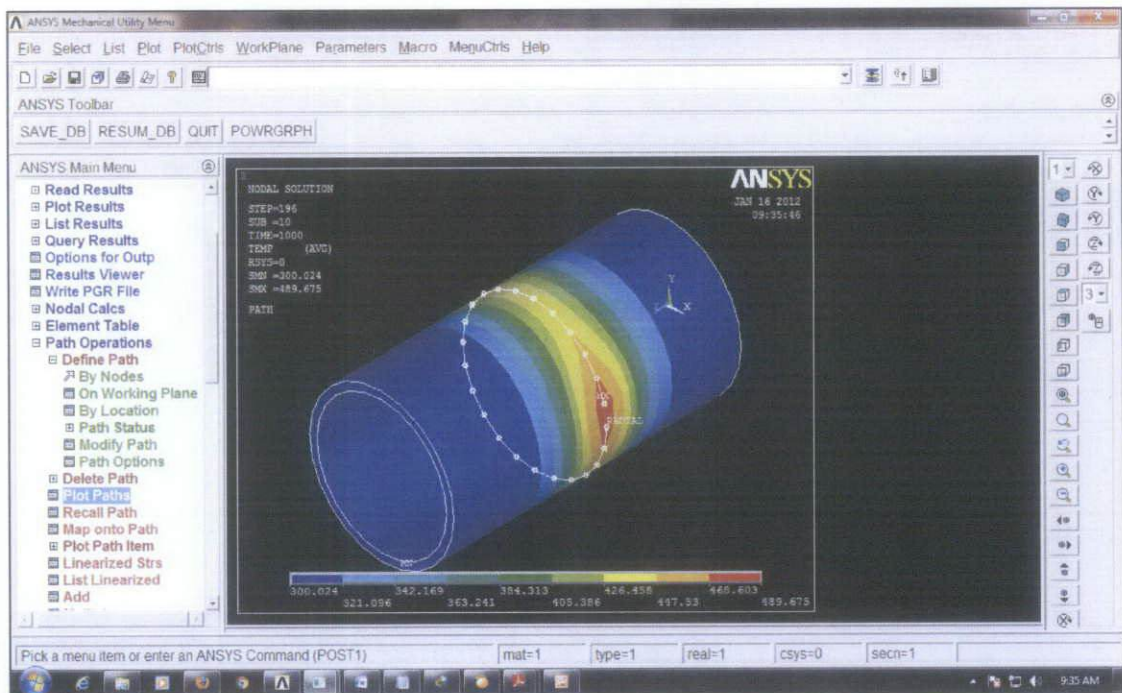 ANSYS Mechanical Utility Menu
File Select List Plot PlotCtrls WorkPlane Parameters Macro MenuCtrls Help
ANSYS Toolbar
SAVE_DB RESUM_DB QUIT POWRGRPH
ANSYS Main Menu
Read Results
Plot Results
List Results
Query Results
Options for Outp
Results Viewer
Write PGR File
Nodal Calcs
Element Table
Path Operations
Define Path
By Nodes
On Working Plane
By Location
Path Status
Modify Path
Path Options
Delete Path
Plot Paths
Recall Path
Map onto Path
Plot Path Item
Linearized Strs
List Linearized
Add
1
NODAL SOLUTION
STEP=196
SUB =10
TIME=1000
TEMP (AVG)
RSYS=0
SMN =300.024
SMX =489.675
PATH
ANSYS
JAN 16 2012
09:35:46
Y
X
Z
MX
MN
300.024 342.169 384.313 426.458 468.603
321.096 363.241 405.386 447.53 489.675
1
3
Pick a menu item or enter an ANSYS Command (POST1)
mat=1 type=1 real=1 csys=0 secn=1
9:35 AM